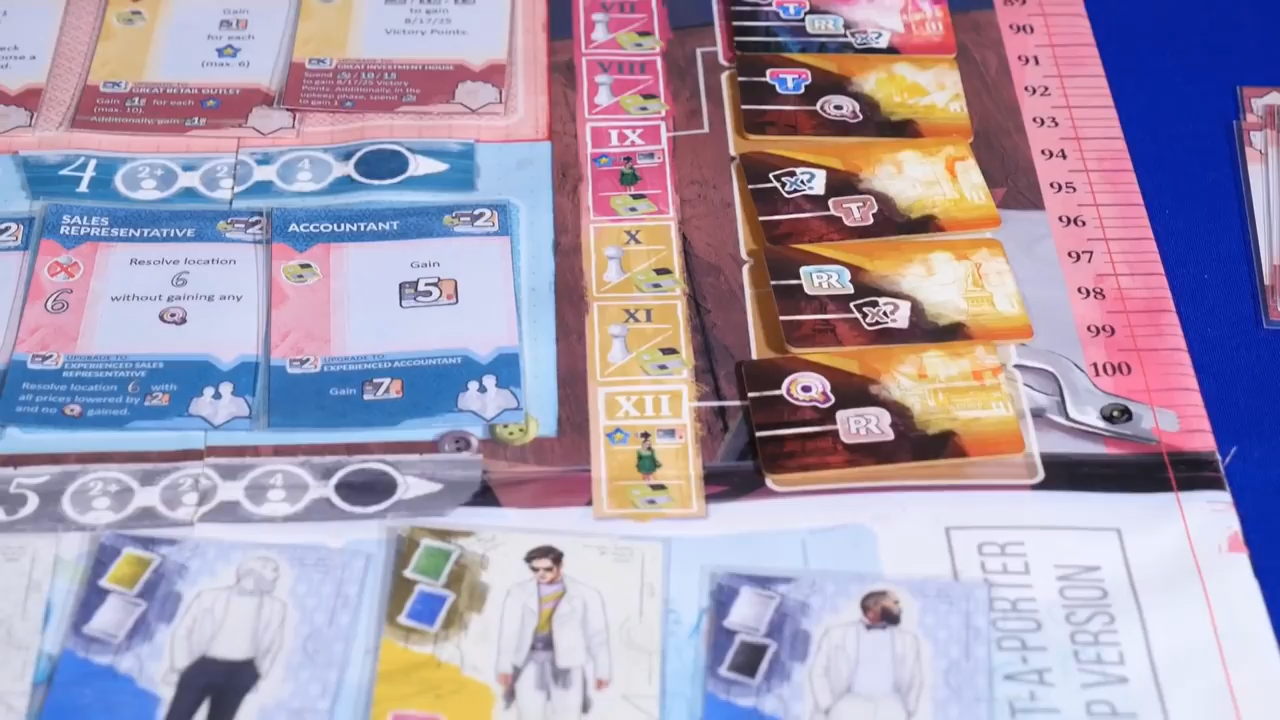 Gain
for each
(max. 6)
GREAT RETAIL OUTLET
Gain 1$ for each
(max. 10).
Additionally, gain 1$
to gain
8/17/25
Victory Points.
GREAT INVESTMENT HOUSE
Spend 5 / 10 / 15
to gain 8/17/25 Victory
Points. Additionally, in the
upkeep phase, spend
to gain 1
4 2+ 2 4
SALES
REPRESENTATIVE
-2
6
Resolve location
6
without gaining any
Q
-2 UPGRADE TO:
EXPERIENCED SALES
REPRESENTATIVE
Resolve location 6 with
all prices lowered by 2
and no Q gained.
ACCOUNTANT
-2
Gain
5
-2 UPGRADE TO:
EXPERIENCED ACCOUNTANT
Gain 7
5 2+ 2 4
VII
VIII
IX
X
XI
XII
T
PR
X?
T
Q
X?
T
PR
X?
Q
PR
89
90
91
92
93
94
95
96
97
98
99
100
T-A-PORTER
P VERSION